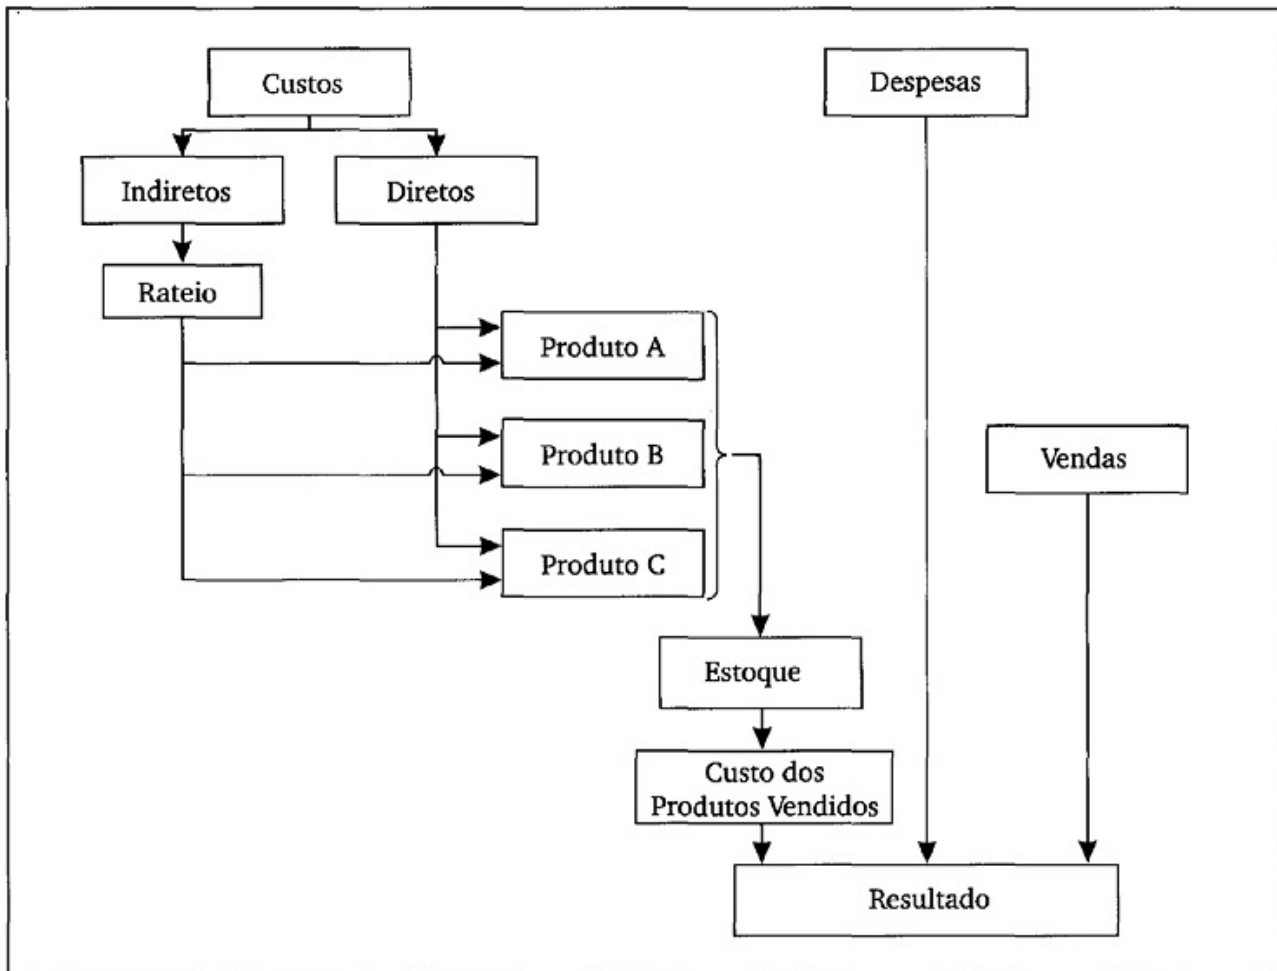 Custos
Despesas
Indiretos
Diretos
Rateio
Produto A
Produto B
Vendas
Produto C
Estoque
Custo dos
Produtos Vendidos
Resultado